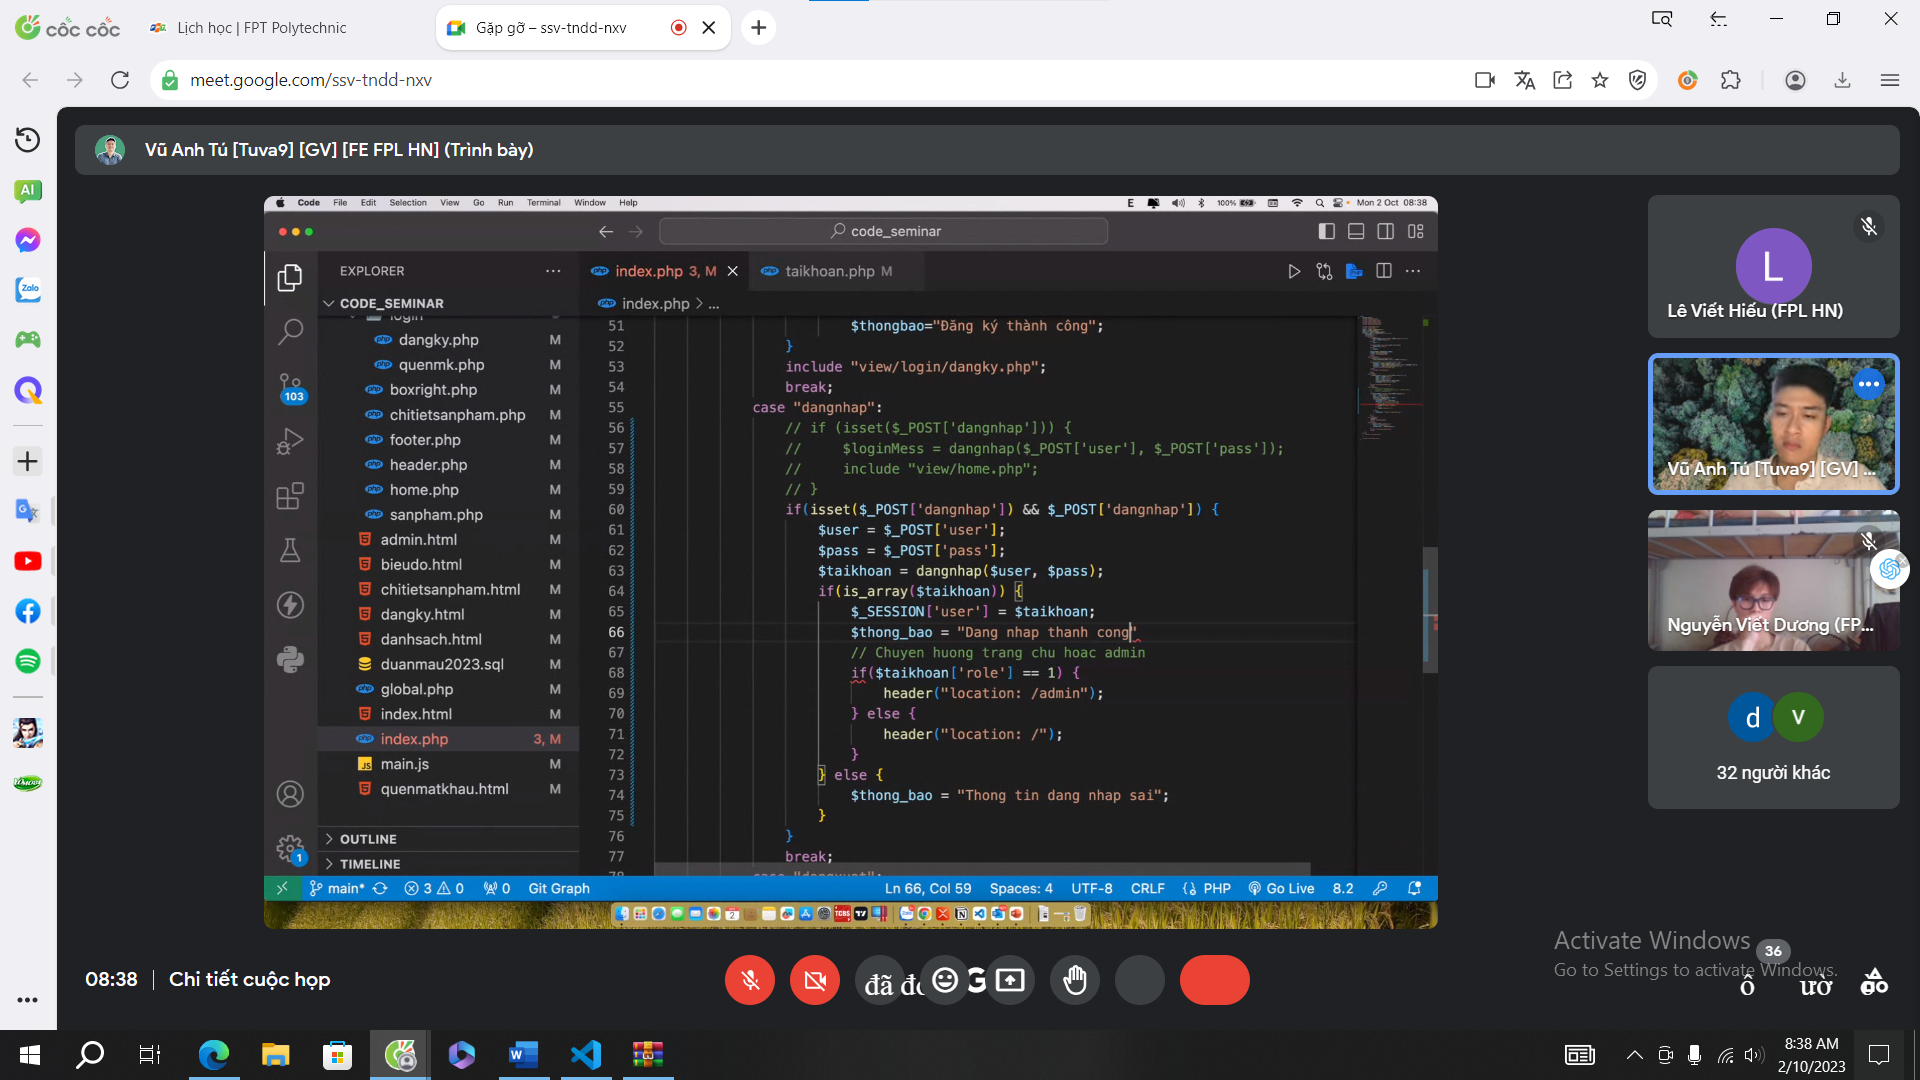 cốc cốc
Lịch học | FPT Polytechnic
Gặp gỡ – ssv-tndd-nxv
meet.google.com/ssv-tndd-nxv
Vũ Anh Tú [Tuva9] [GV] [FE FPL HN] (Trình bày)
Code File Edit Selection View Go Run Terminal Window Help
E 100% Mon 2 Oct 08:38
code_seminar
EXPLORER
index.php 3, M
taikhoan.php M
CODE_SEMINAR
index.php > ...
login
dangky.php M
quenmk.php M
boxright.php M
chitietsanpham.php M
footer.php M
header.php M
home.php M
sanpham.php M
admin.html M
bieudo.html M
chitietsanpham.html M
dangky.html M
danhsach.html M
duanmau2023.sql M
global.php M
index.html M
index.php 3, M
main.js M
quenmatkhau.html M
OUTLINE
TIMELINE
103
1
51 $thongbao="Đăng ký thành công";
52 }
53 include "view/login/dangky.php";
54 break;
55 case "dangnhap":
56 // if (isset($_POST['dangnhap'])) {
57 // $loginMess = dangnhap($_POST['user'], $_POST['pass']);
58 // include "view/home.php";
59 // }
60 if(isset($_POST['dangnhap']) && $_POST['dangnhap']) {
61 $user = $_POST['user'];
62 $pass = $_POST['pass'];
63 $taikhoan = dangnhap($user, $pass);
64 if(is_array($taikhoan)) {
65 $_SESSION['user'] = $taikhoan;
66 $thong_bao = "Dang nhap thanh cong"
67 // Chuyen huong trang chu hoac admin
68 if($taikhoan['role'] == 1) {
69 header("location: /admin");
70 } else {
71 header("location: /");
72 }
73 } else {
74 $thong_bao = "Thong tin dang nhap sai";
75 }
76 }
77 break;
78 case "dangxuat":
main* 3 0 0 Git Graph
Ln 66, Col 59 Spaces: 4 UTF-8 CRLF PHP Go Live 8.2
L
Lê Viết Hiếu (FPL HN)
Vũ Anh Tú [Tuva9] [GV] ...
Nguyễn Viết Dương (FP...
d V
32 người khác
Activate Windows
Go to Settings to activate Windows.
36
08:38 | Chi tiết cuộc họp
AI
Zalo
8:38 AM
2/10/2023